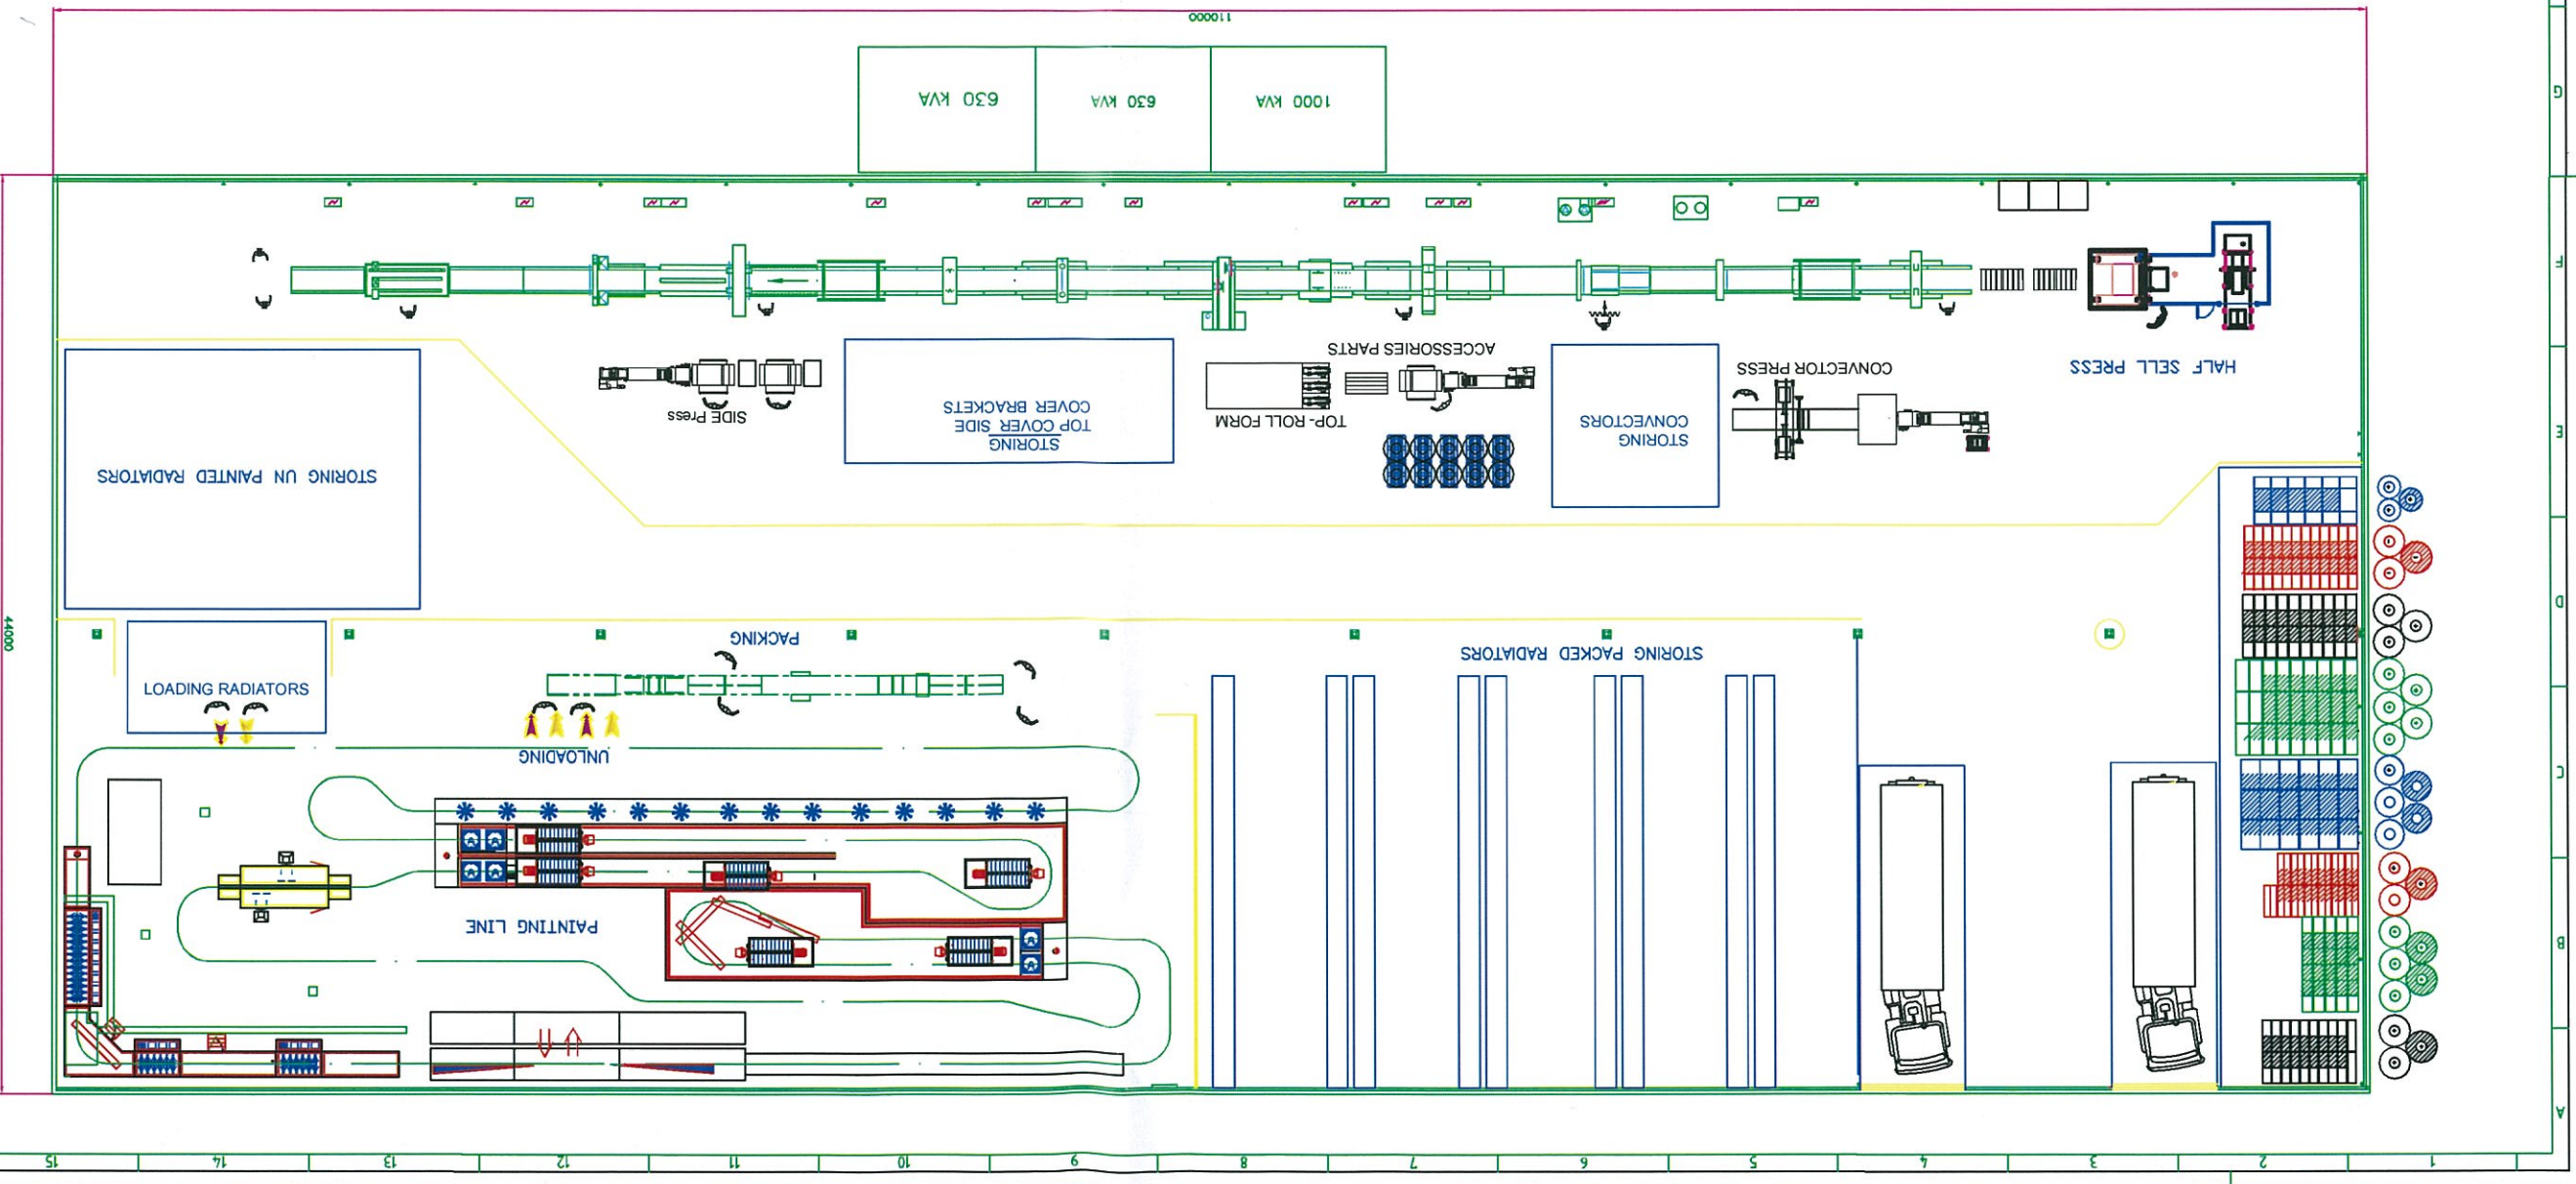 110000
630 KVA
630 KVA
1000 KVA
G
F
ACCESSORIES PARTS
CONVECTOR PRESS
HALF SELL PRESS
SIDE Press
STORING
TOP COVER SIDE
COVER BRACKETS
TOP- ROLL FORM
STORING
CONVECTORS
E
STORING UN PAINTED RADIATORS
D
44000
PACKING
STORING PACKED RADIATORS
LOADING RADIATORS
UNLOADING
C
PAINTING LINE
B
A
15
14
13
12
11
10
9
8
7
6
5
4
3
2
1